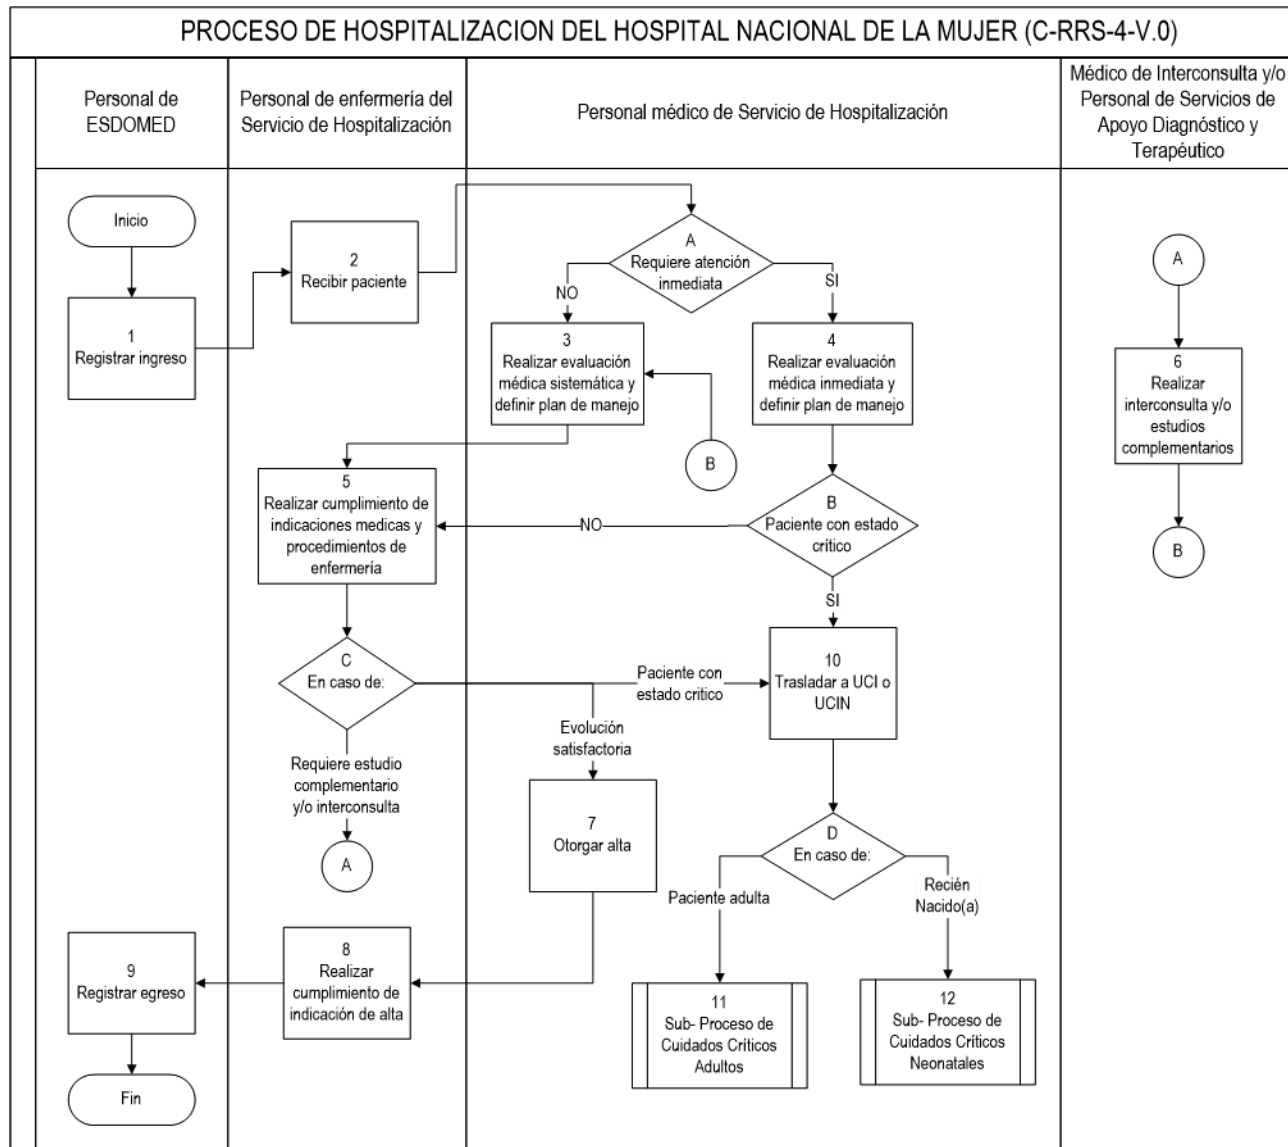 PROCESO DE HOSPITALIZACION DEL HOSPITAL NACIONAL DE LA MUJER (C-RRS-4-V.0)
Personal de
ESDOMED
Personal de enfermería del
Servicio de Hospitalización
Personal médico de Servicio de Hospitalización
Médico de Interconsulta y/o
Personal de Servicios de
Apoyo Diagnóstico y
Terapéutico
Inicio
1
Registrar ingreso
2
Recibir paciente
A
Requiere atención
inmediata
NO
SI
3
Realizar evaluación
médica sistemática y
definir plan de manejo
4
Realizar evaluación
médica inmediata y
definir plan de manejo
A
6
Realizar
interconsulta y/o
estudios
complementarios
B
B
5
Realizar cumplimiento de
indicaciones medicas y
procedimientos de
enfermería
NO
B
Paciente con estado
crítico
SI
C
En caso de:
Paciente con
estado critico
10
Trasladar a UCI o
UCIN
Evolución
satisfactoria
Requiere estudio
complementario
y/o interconsulta
A
7
Otorgar alta
D
En caso de:
Paciente adulta
Recién
Nacido(a)
9
Registrar egreso
8
Realizar
cumplimiento de
indicación de alta
11
Sub- Proceso de
Cuidados Críticos
Adultos
12
Sub- Proceso de
Cuidados Críticos
Neonatales
Fin